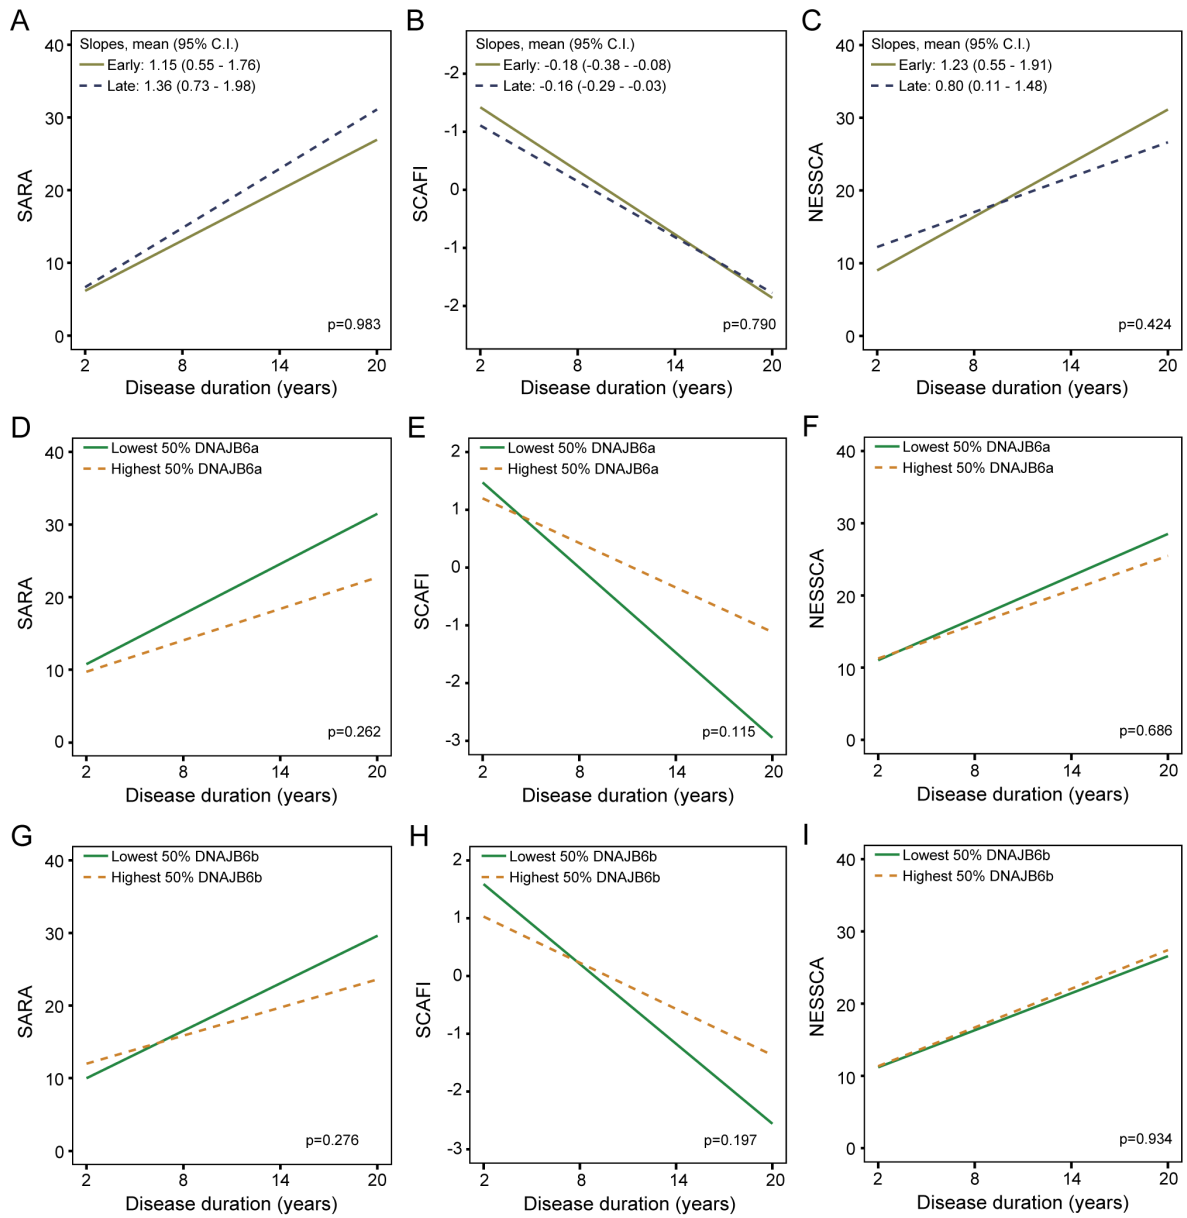 A
SARA
40
30
20
10
0
Slopes, mean (95% C.I.)
Early: 1.15 (0.55 - 1.76)
Late: 1.36 (0.73 - 1.98)
p=0.983
2 8 14 20
Disease duration (years)
B
SCAFI
-2
-1
0
-1
-2
Slopes, mean (95% C.I.)
Early: -0.18 (-0.38 - -0.08)
Late: -0.16 (-0.29 - -0.03)
p=0.790
2 8 14 20
Disease duration (years)
C
NESSCA
40
30
20
10
0
Slopes, mean (95% C.I.)
Early: 1.23 (0.55 - 1.91)
Late: 0.80 (0.11 - 1.48)
p=0.424
2 8 14 20
Disease duration (years)
D
SARA
40
30
20
10
0
Lowest 50% DNAJB6a
Highest 50% DNAJB6a
p=0.262
2 8 14 20
Disease duration (years)
E
SCAFI
2
1
0
-1
-2
-3
Lowest 50% DNAJB6a
Highest 50% DNAJB6a
p=0.115
2 8 14 20
Disease duration (years)
F
NESSCA
40
30
20
10
0
Lowest 50% DNAJB6a
Highest 50% DNAJB6a
p=0.686
2 8 14 20
Disease duration (years)
G
SARA
40
30
20
10
0
Lowest 50% DNAJB6b
Highest 50% DNAJB6b
p=0.276
2 8 14 20
Disease duration (years)
H
SCAFI
2
1
0
-1
-2
-3
Lowest 50% DNAJB6b
Highest 50% DNAJB6b
p=0.197
2 8 14 20
Disease duration (years)
I
NESSCA
40
30
20
10
0
Lowest 50% DNAJB6b
Highest 50% DNAJB6b
p=0.934
2 8 14 20
Disease duration (years)